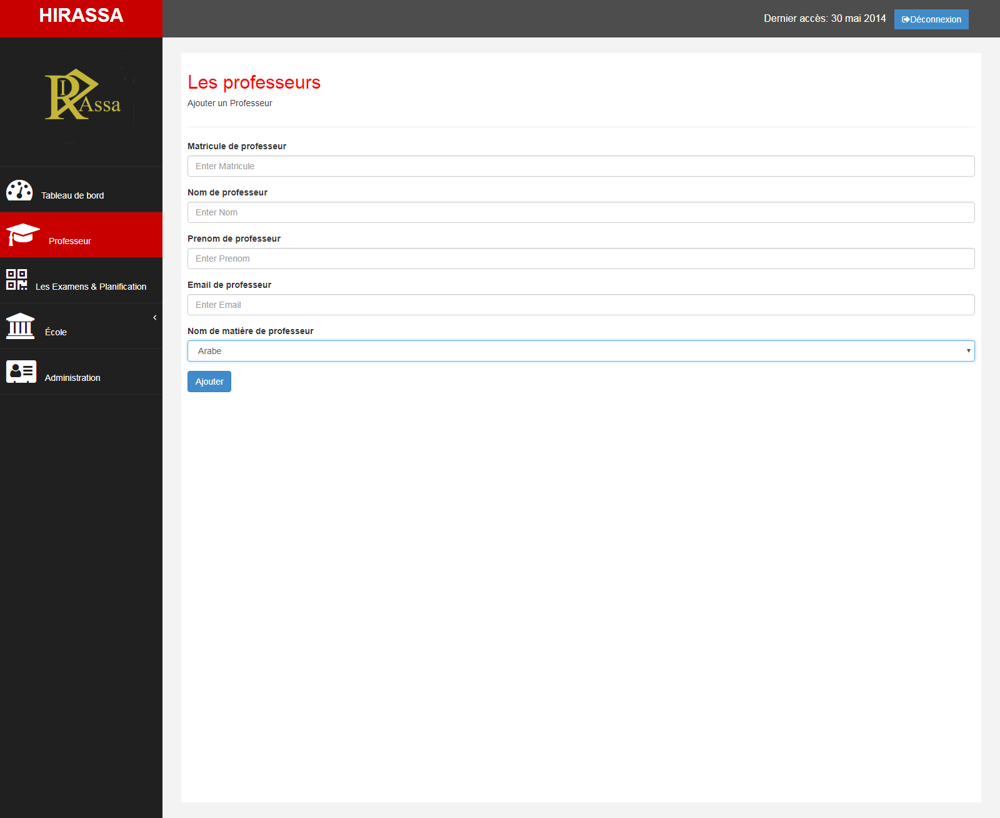 HIRASSA
Dernier accès: 30 mai 2014
Déconnexion
DIRAssa
Tableau de bord
Professeur
Les Examens & Planification
École
Administration
Les professeurs
Ajouter un Professeur
Matricule de professeur
Enter Matricule
Nom de professeur
Enter Nom
Prenom de professeur
Enter Prenom
Email de professeur
Enter Email
Nom de matière de professeur
Arabe
Ajouter